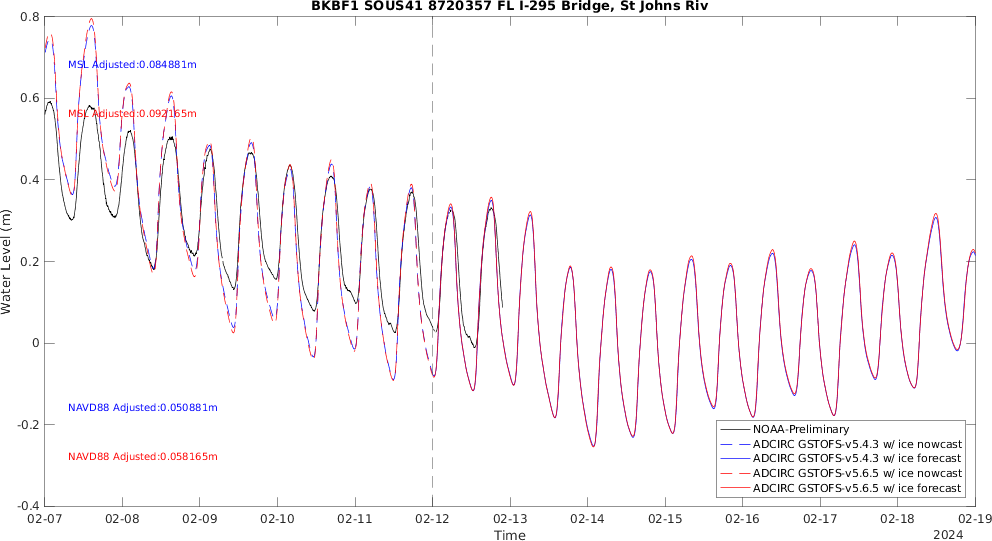 BKBF1 SOUS41 8720357 FL I-295 Bridge, St Johns Riv
0.8
0.6
0.4
0.2
0
-0.2
-0.4
Water Level (m)
MSL Adjusted:0.084881m
MSL Adjusted:0.092165m
NAVD88 Adjusted:0.050881m
NAVD88 Adjusted:0.058165m
NOAA-Preliminary
ADCIRC GSTOFS-v5.4.3 w/ ice nowcast
ADCIRC GSTOFS-v5.4.3 w/ ice forecast
ADCIRC GSTOFS-v5.6.5 w/ ice nowcast
ADCIRC GSTOFS-v5.6.5 w/ ice forecast
02-07 02-08 02-09 02-10 02-11 02-12 02-13 02-14 02-15 02-16 02-17 02-18 02-19
Time
2024